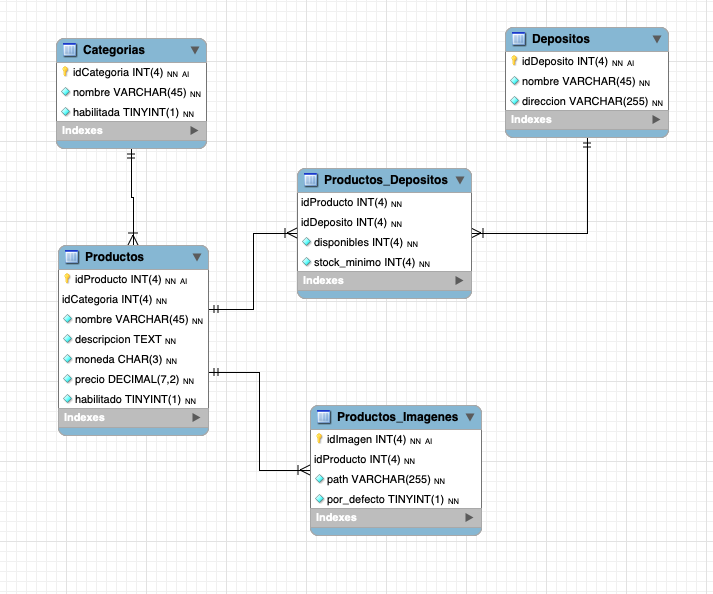 Categorias
idCategoria INT(4) NN AI
nombre VARCHAR(45) NN
habilitada TINYINT(1) NN
Indexes
Depositos
idDeposito INT(4) NN AI
nombre VARCHAR(45) NN
direccion VARCHAR(255) NN
Indexes
Productos_Depositos
idProducto INT(4) NN
idDeposito INT(4) NN
disponibles INT(4) NN
stock_minimo INT(4) NN
Indexes
Productos
idProducto INT(4) NN AI
idCategoria INT(4) NN
nombre VARCHAR(45) NN
descripcion TEXT NN
moneda CHAR(3) NN
precio DECIMAL(7,2) NN
habilitado TINYINT(1) NN
Indexes
Productos_Imagenes
idImagen INT(4) NN AI
idProducto INT(4) NN
path VARCHAR(255) NN
por_defecto TINYINT(1) NN
Indexes